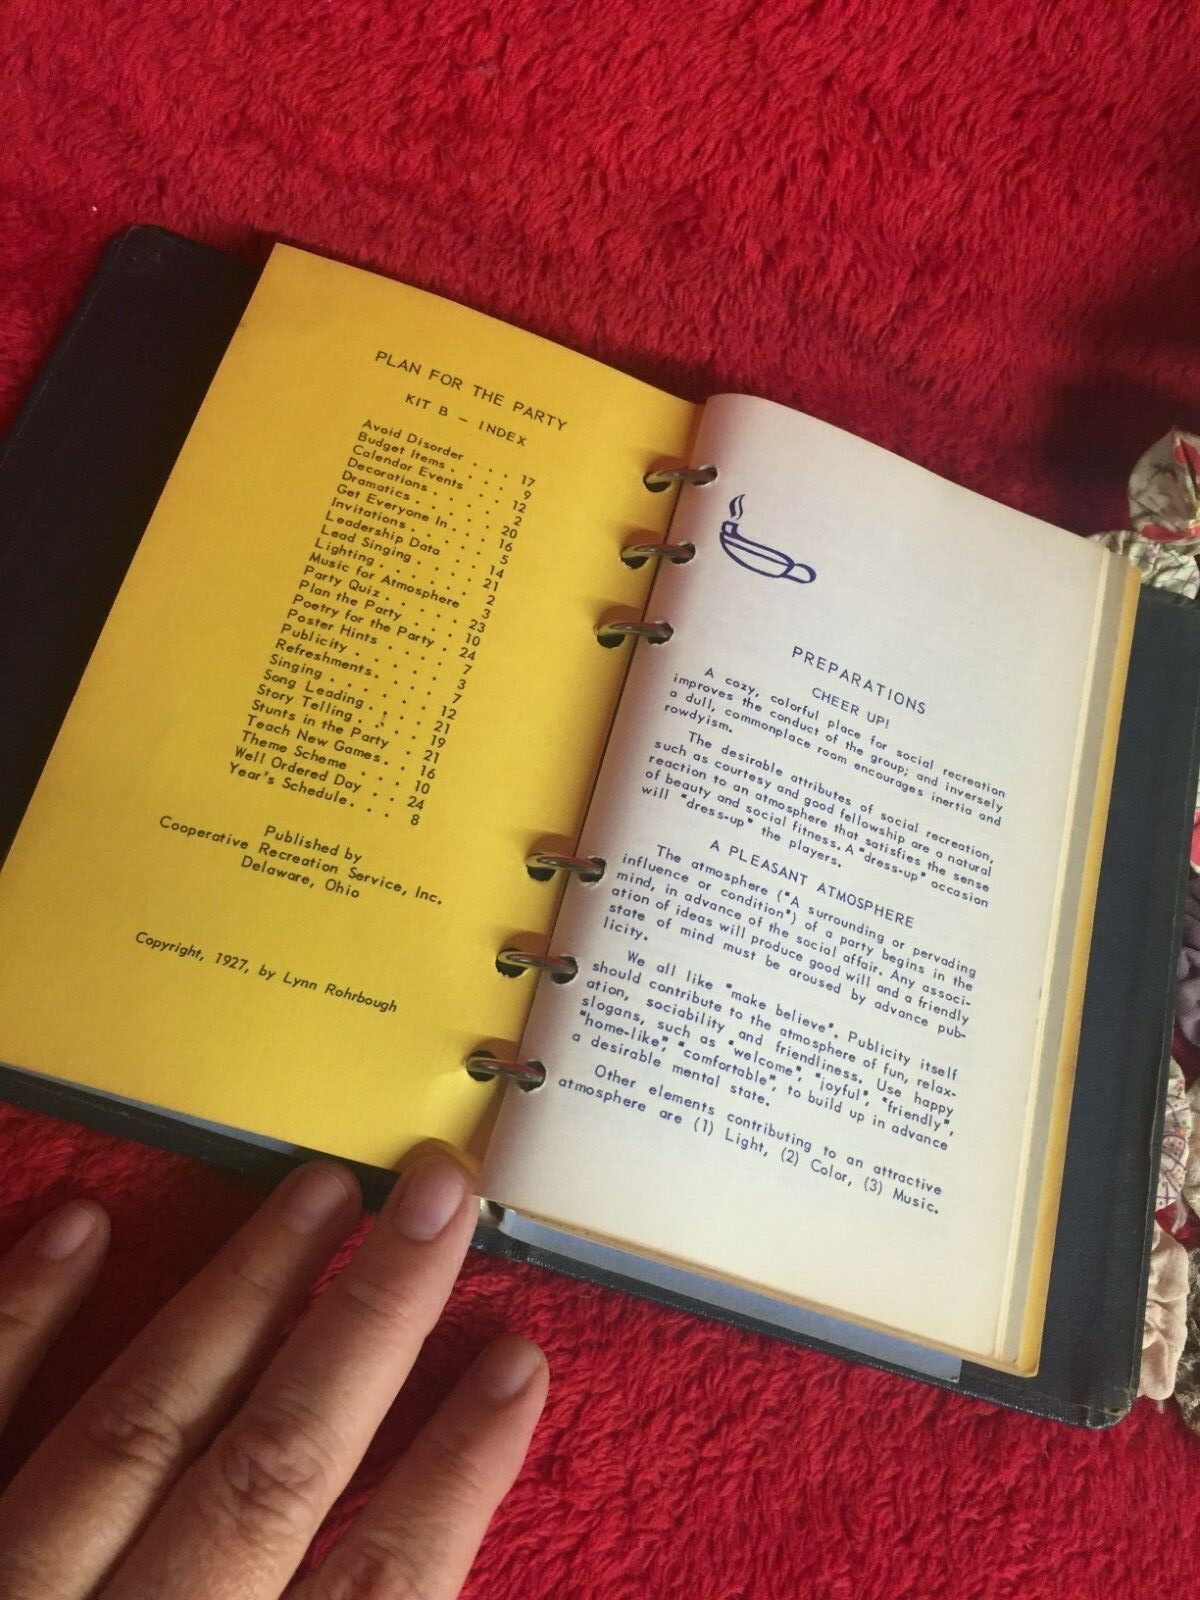 PLAN FOR THE PARTY
KIT B - INDEX
Avoid Disorder . . . 17
Budget Items . . . . 9
Calendar Events . . . 12
Decorations . . . . . 2
Dramatics . . . . . . 20
Get Everyone In . . . 16
Invitations . . . . . 5
Leadership Data . . . 14
Lead Singing . . . . 21
Lighting . . . . . . 2
Music for Atmosphere 3
Party Quiz . . . . . 23
Plan the Party . . . 10
Poetry for the Party . 24
Poster Hints . . . . 7
Publicity . . . . . . 3
Refreshments . . . . 7
Singing . . . . . . . 12
Song Leading . . . . 21
Story Telling . . . . 19
Stunts in the Party . 21
Teach New Games . . 16
Theme Scheme . . . 10
Well Ordered Day . . 24
Year's Schedule . . . 8
Published by
Cooperative Recreation Service, Inc.
Delaware, Ohio
Copyright, 1927, by Lynn Rohrbough
PREPARATIONS
CHEER UP!
A cozy, colorful place for social recreation
improves the conduct of the group; and inversely
a dull, commonplace room encourages inertia and
rowdyism.
The desirable attributes of social recreation,
such as courtesy and good fellowship are a natural
reaction to an atmosphere that satisfies the sense
of beauty and social fitness. A "dress-up" occasion
will "dress-up" the players.
A PLEASANT ATMOSPHERE
The atmosphere ("A surrounding or pervading
influence or condition") of a party begins in the
mind, in advance of the social affair. Any associ-
ation of ideas will produce good will and a friendly
state of mind must be aroused by advance pub-
licity.
We all like "make believe". Publicity itself
should contribute to the atmosphere of fun, relax-
ation, sociability and friendliness. Use happy
slogans, such as "welcome", "joyful", "friendly",
"home-like", "comfortable", to build up in advance
a desirable mental state.
Other elements contributing to an attractive
atmosphere are (1) Light, (2) Color, (3) Music.